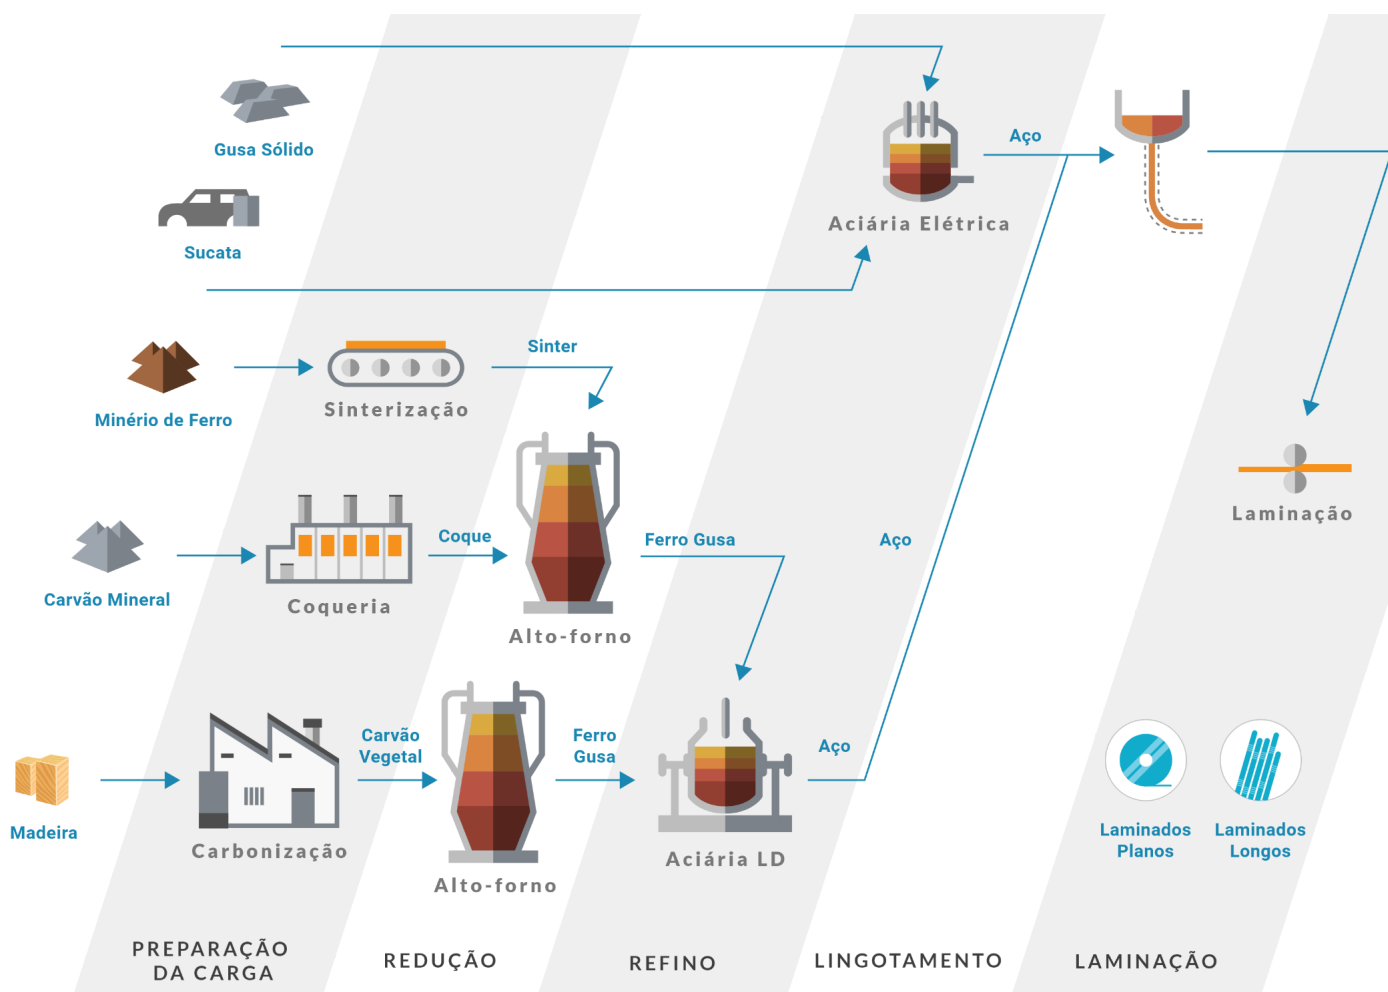 Gusa Sólido
Aço
Aciária Elétrica
Sucata
Sinter
Minério de Ferro
Sinterização
Laminação
Coque
Ferro Gusa
Aço
Carvão Mineral
Coqueria
Alto-forno
Carvão
Vegetal
Ferro
Gusa
Aço
Madeira
Carbonização
Alto-forno
Aciária LD
Laminados
Planos
Laminados
Longos
PREPARAÇÃO
DA CARGA
REDUÇÃO
REFINO
LINGOTAMENTO
LAMINAÇÃO